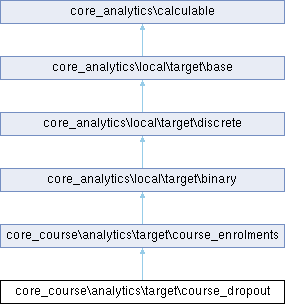 core_analytics\calculable
core_analytics\local\target\base
core_analytics\local\target\discrete
core_analytics\local\target\binary
core_course\analytics\target\course_enrolments
core_course\analytics\target\course_dropout